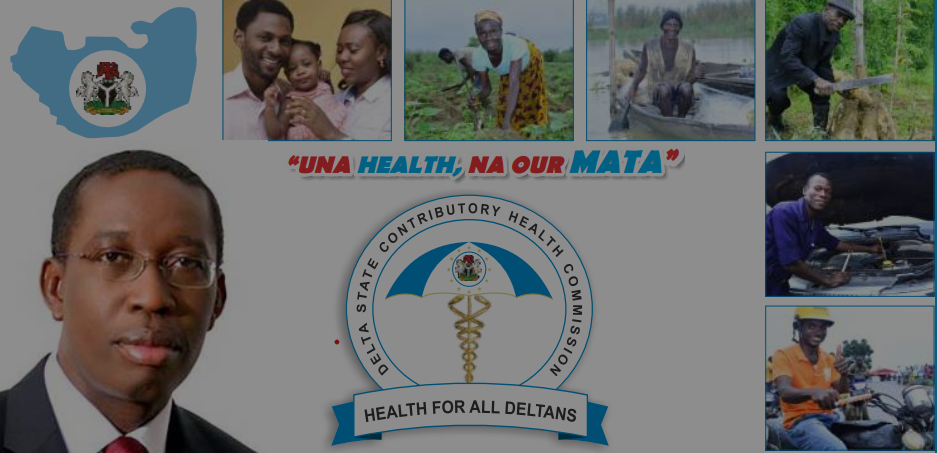 “UNA HEALTH, NA OUR MATA”
DELTA STATE CONTRIBUTORY HEALTH COMMISSION
HEALTH FOR ALL DELTANS